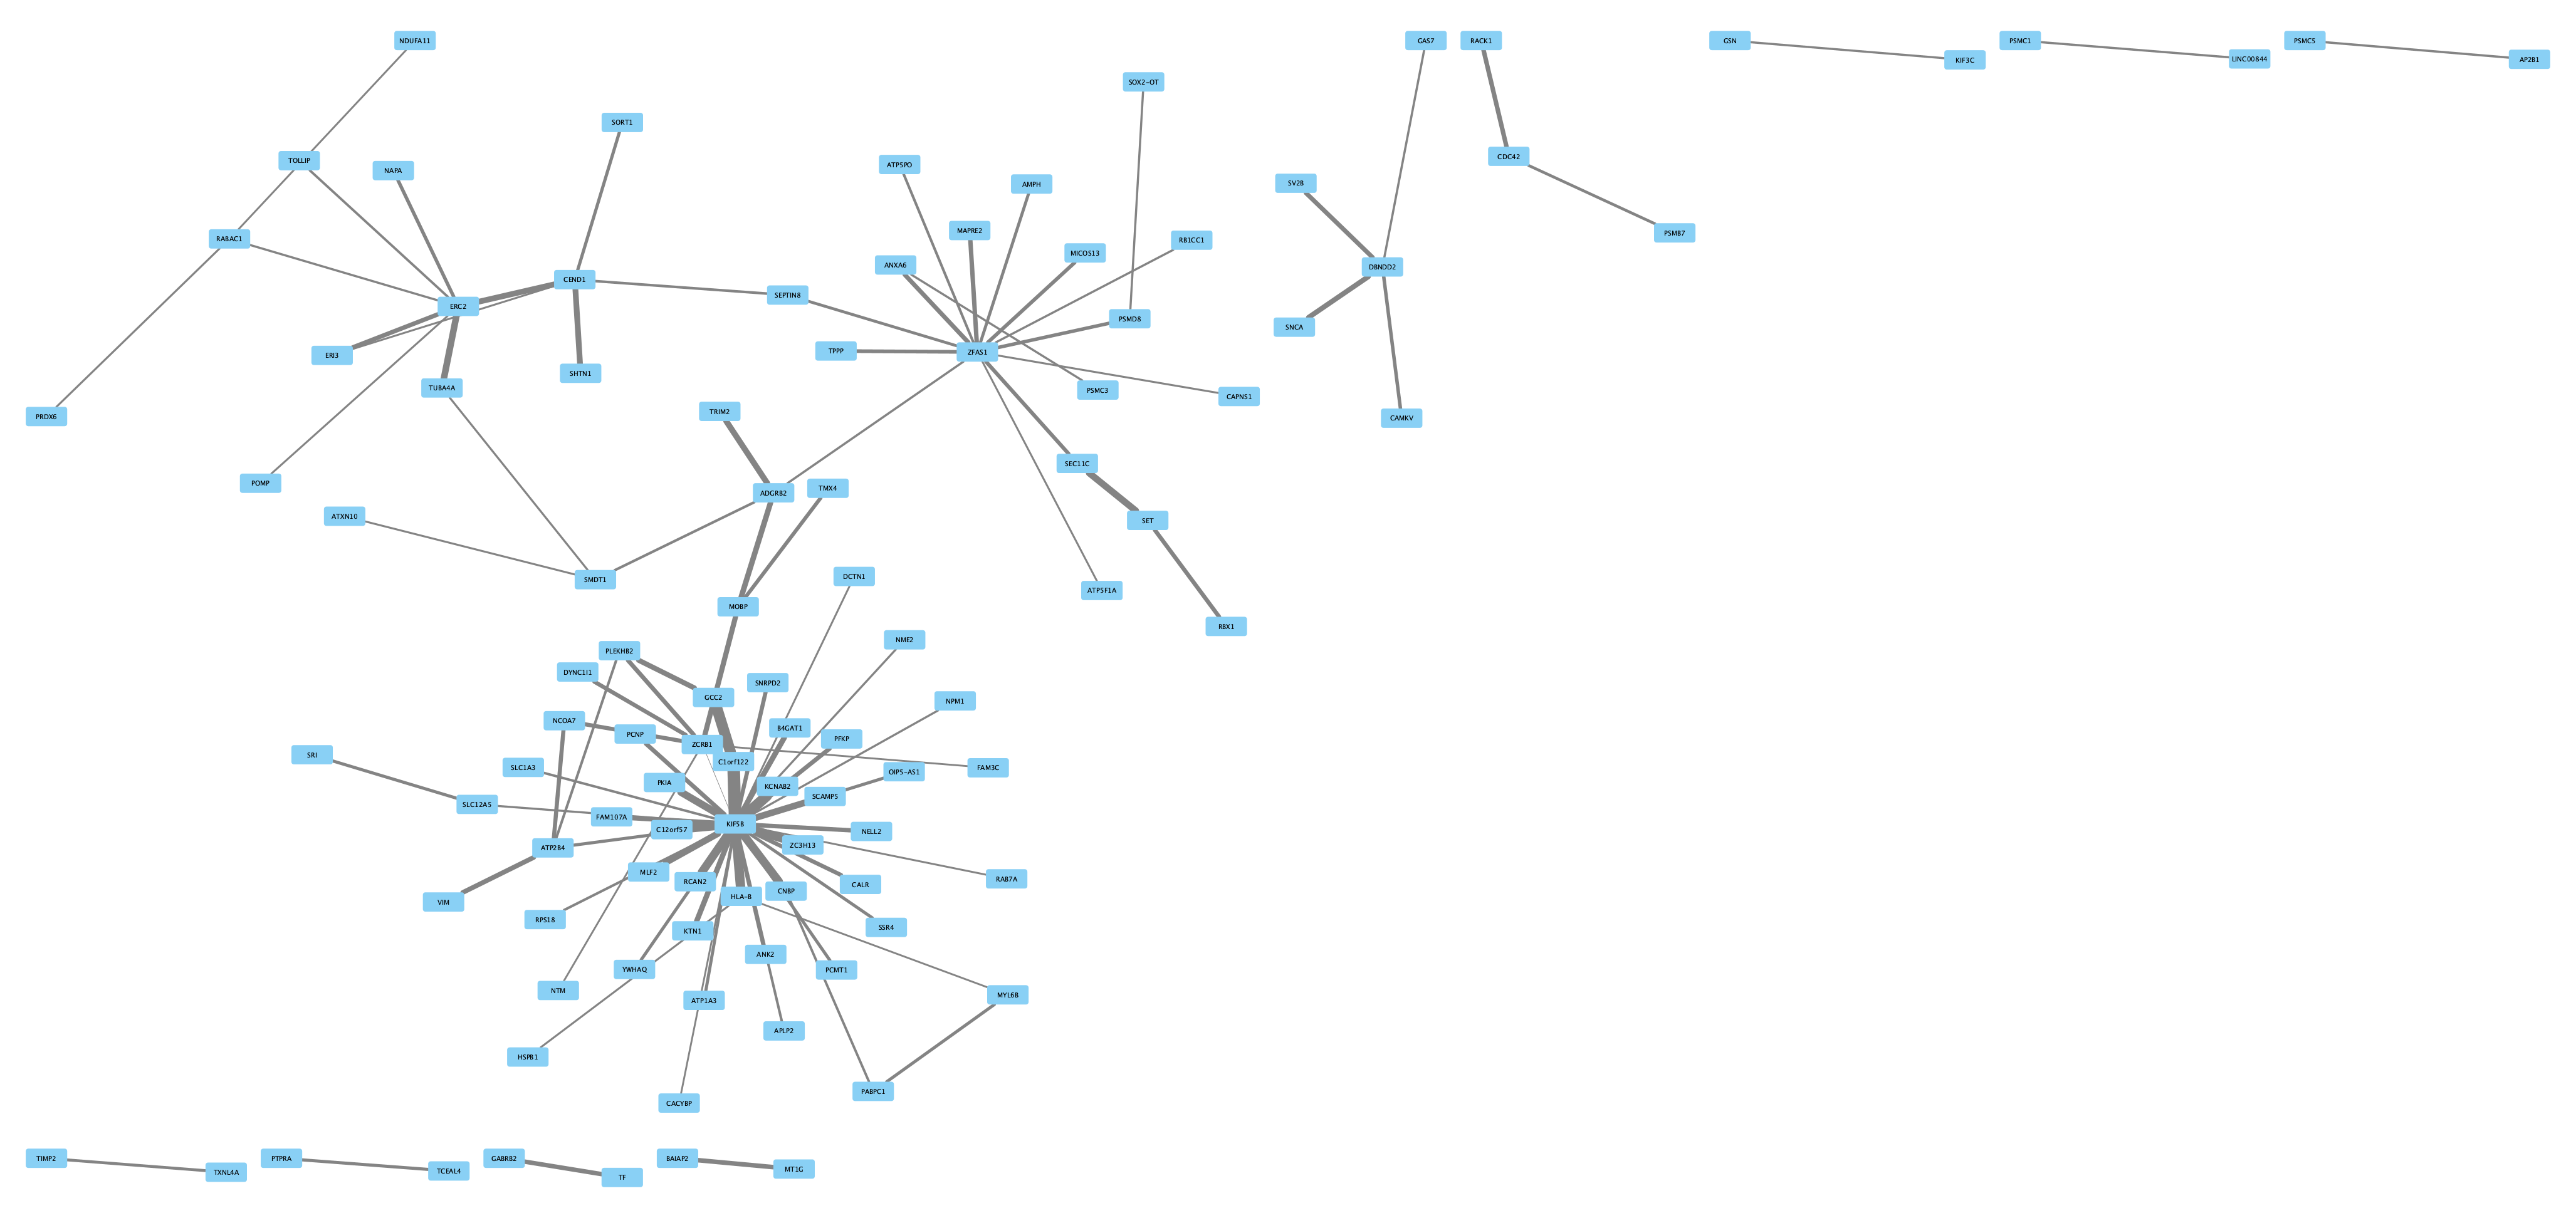 NDUFA11
GAS7
RACK1
GSN
PSMC1
PSMC5
KIF3C
LINC00844
AP2B1
SOX2-OT
SORT1
TOLLIP
NAPA
ATP5PO
AMPH
SV2B
CDC42
MAPRE2
PSMB7
RABAC1
RB1CC1
MICOS13
ANXA6
DBNDD2
CEND1
SEPTIN8
ERC2
PSMD8
SNCA
ERI3
TPPP
ZFAS1
SHTN1
TUBA4A
PSMC3
CAPNS1
PRDX6
TRIM2
CAMKV
SEC11C
POMP
ADGRB2
TMX4
ATXN10
SET
SMDT1
DCTN1
ATP5F1A
MOBP
RBX1
NME2
PLEKHB2
DYNC1I1
SNRPD2
GCC2
NPM1
NCOA7
B4GAT1
PCNP
PFKP
ZCRB1
SRI
C1orf122
SLC1A3
FAM3C
OIP5-AS1
PKIA
KCNAB2
SCAMP5
SLC12A5
FAM107A
KIF5B
C12orf57
NELL2
ATP2B4
ZC3H13
MLF2
RCAN2
CALR
RAB7A
CNBP
HLA-B
VIM
RPS18
SSR4
KTN1
ANK2
YWHAQ
PCMT1
NTM
MYL6B
ATP1A3
APLP2
HSPB1
PABPC1
CACYBP
TIMP2
PTPRA
GABRB2
BAIAP2
TXNL4A
TCEAL4
TF
MT1G